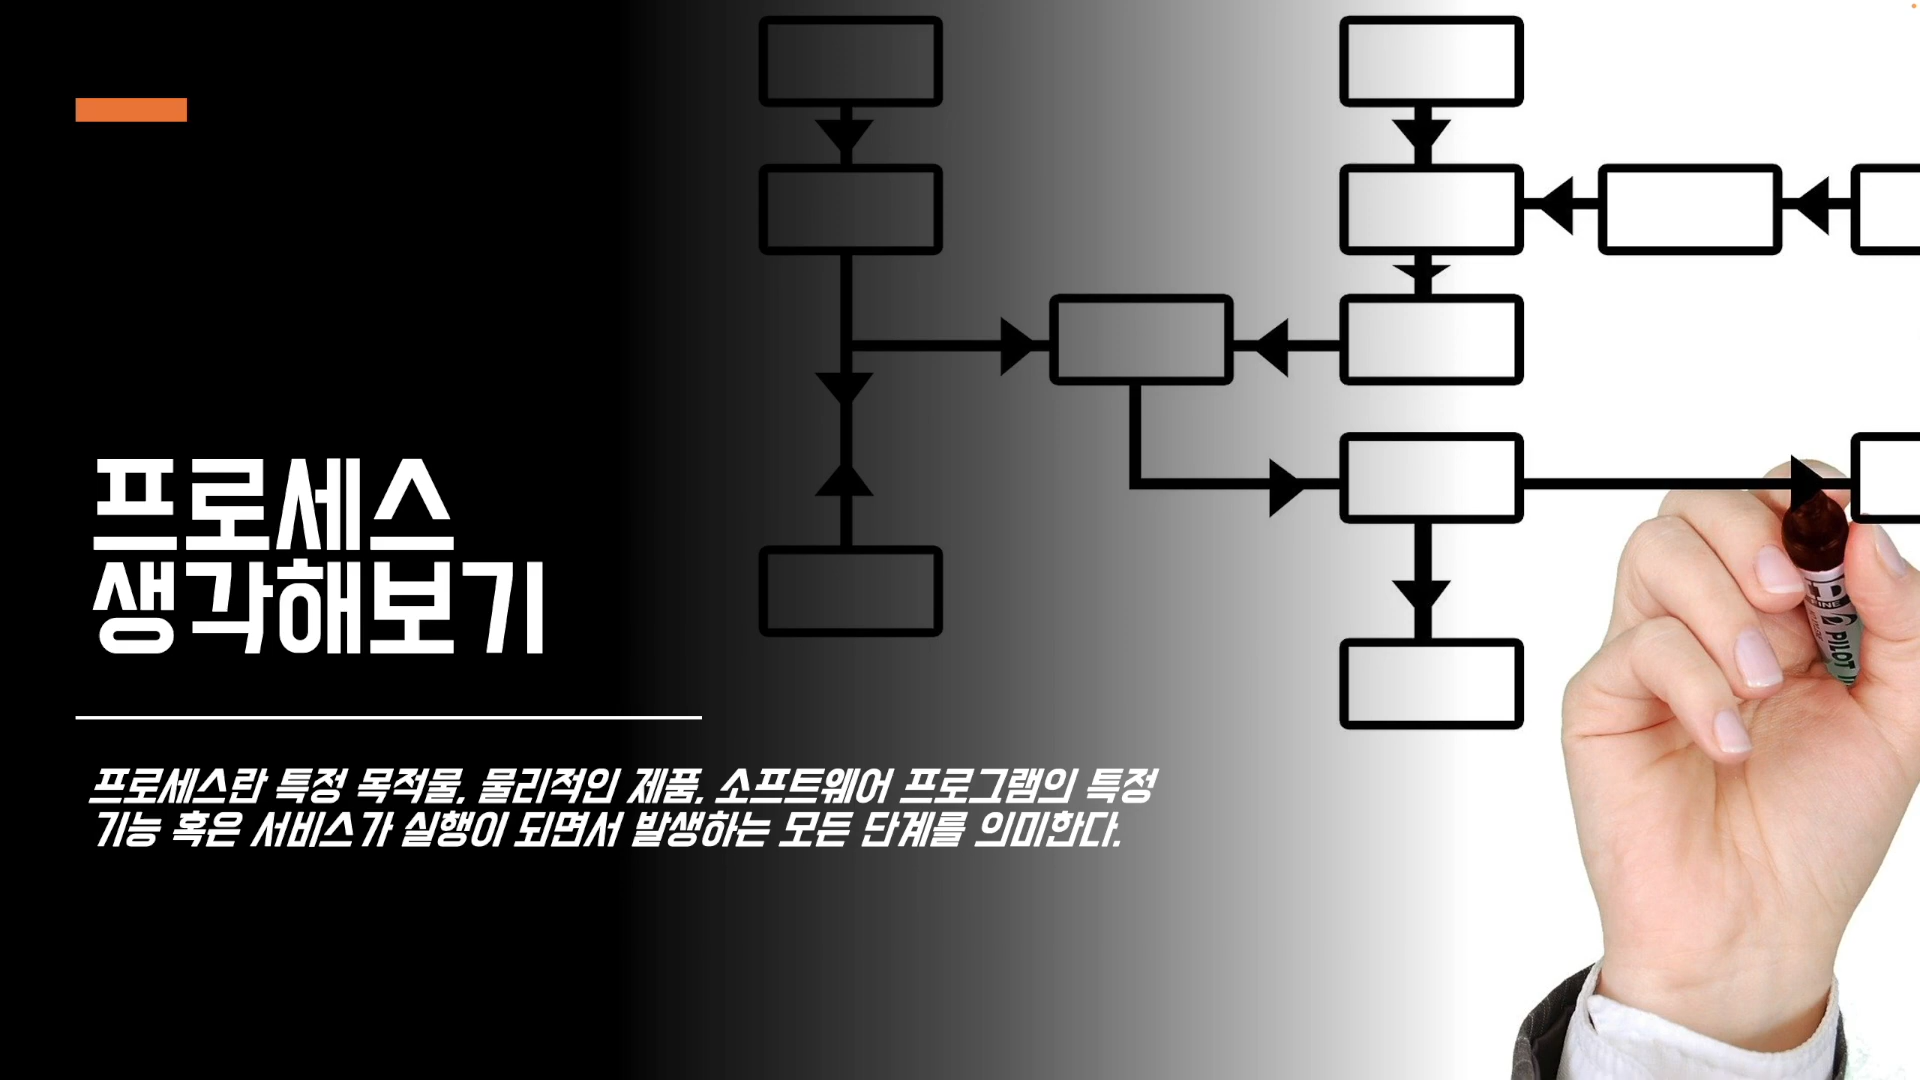 프로세스
생각해보기
프로세스란 특정 목적물, 물리적인 제품, 소프트웨어 프로그램의 특정
기능 혹은 서비스가 실행이 되면서 발생하는 모든 단계를 의미한다.
PILOT